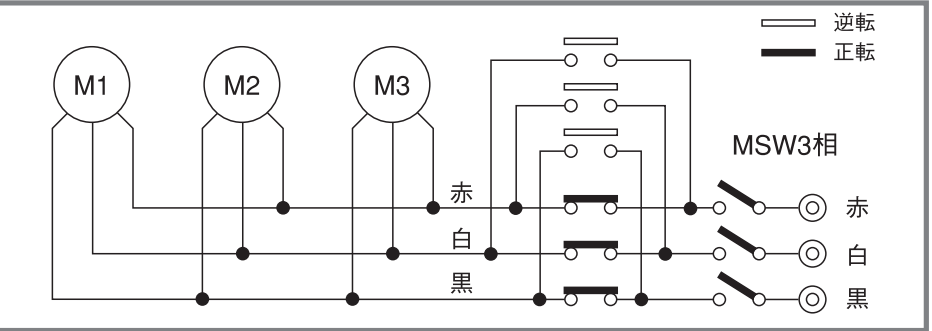 逆転
正転
M1 M2 M3
MSW3相
赤 赤
白 白
黒 黒